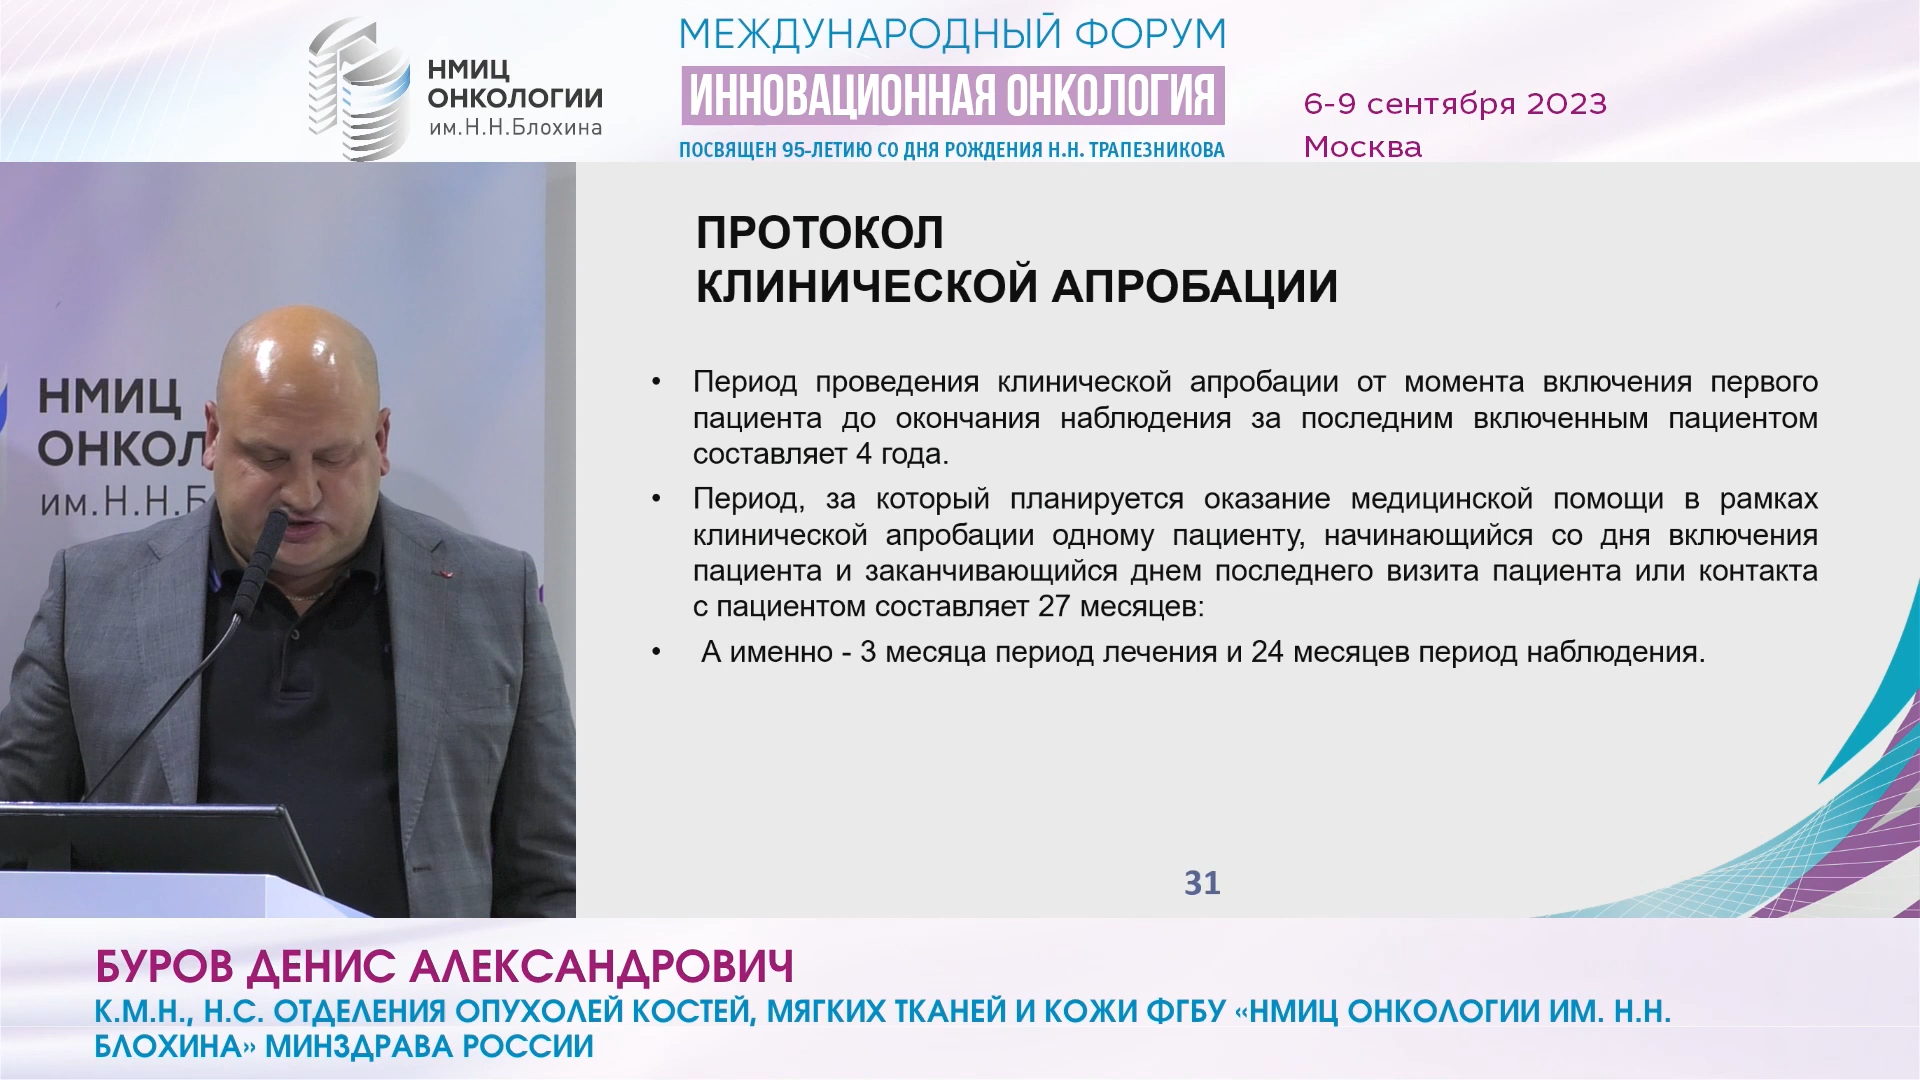 НМИЦ
ОНКОЛОГИИ
им.Н.Н.Блохина
МЕЖДУНАРОДНЫЙ ФОРУМ
ИННОВАЦИОННАЯ ОНКОЛОГИЯ
ПОСВЯЩЕН 95-ЛЕТИЮ СО ДНЯ РОЖДЕНИЯ Н.Н. ТРАПЕЗНИКОВА
6-9 сентября 2023
Москва
НМИЦ
ОНКОЛ
им.Н.Н.Б
ПРОТОКОЛ
КЛИНИЧЕСКОЙ АПРОБАЦИИ
• Период проведения клинической апробации от момента включения первого
пациента до окончания наблюдения за последним включенным пациентом
составляет 4 года.
• Период, за который планируется оказание медицинской помощи в рамках
клинической апробации одному пациенту, начинающийся со дня включения
пациента и заканчивающийся днем последнего визита пациента или контакта
с пациентом составляет 27 месяцев:
• А именно - 3 месяца период лечения и 24 месяцев период наблюдения.
31
БУРОВ ДЕНИС АЛЕКСАНДРОВИЧ
К.М.Н., Н.С. ОТДЕЛЕНИЯ ОПУХОЛЕЙ КОСТЕЙ, МЯГКИХ ТКАНЕЙ И КОЖИ ФГБУ «НМИЦ ОНКОЛОГИИ ИМ. Н.Н.
БЛОХИНА» МИНЗДРАВА РОССИИ